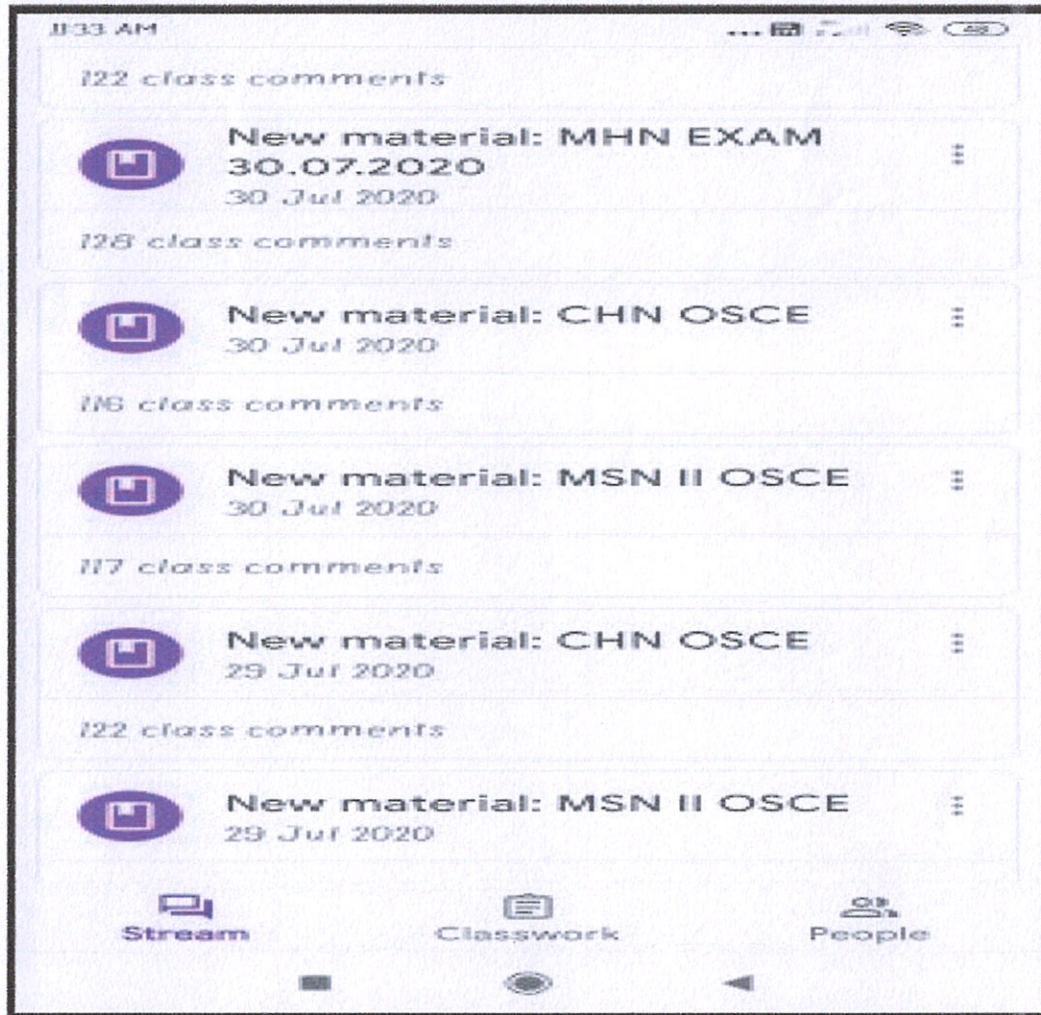 11:33 AM
122 class comments
New material: MHN EXAM
30.07.2020
30 Jul 2020
128 class comments
New material: CHN OSCE
30 Jul 2020
116 class comments
New material: MSN II OSCE
30 Jul 2020
117 class comments
New material: CHN OSCE
29 Jul 2020
122 class comments
New material: MSN II OSCE
29 Jul 2020
Stream Classwork People